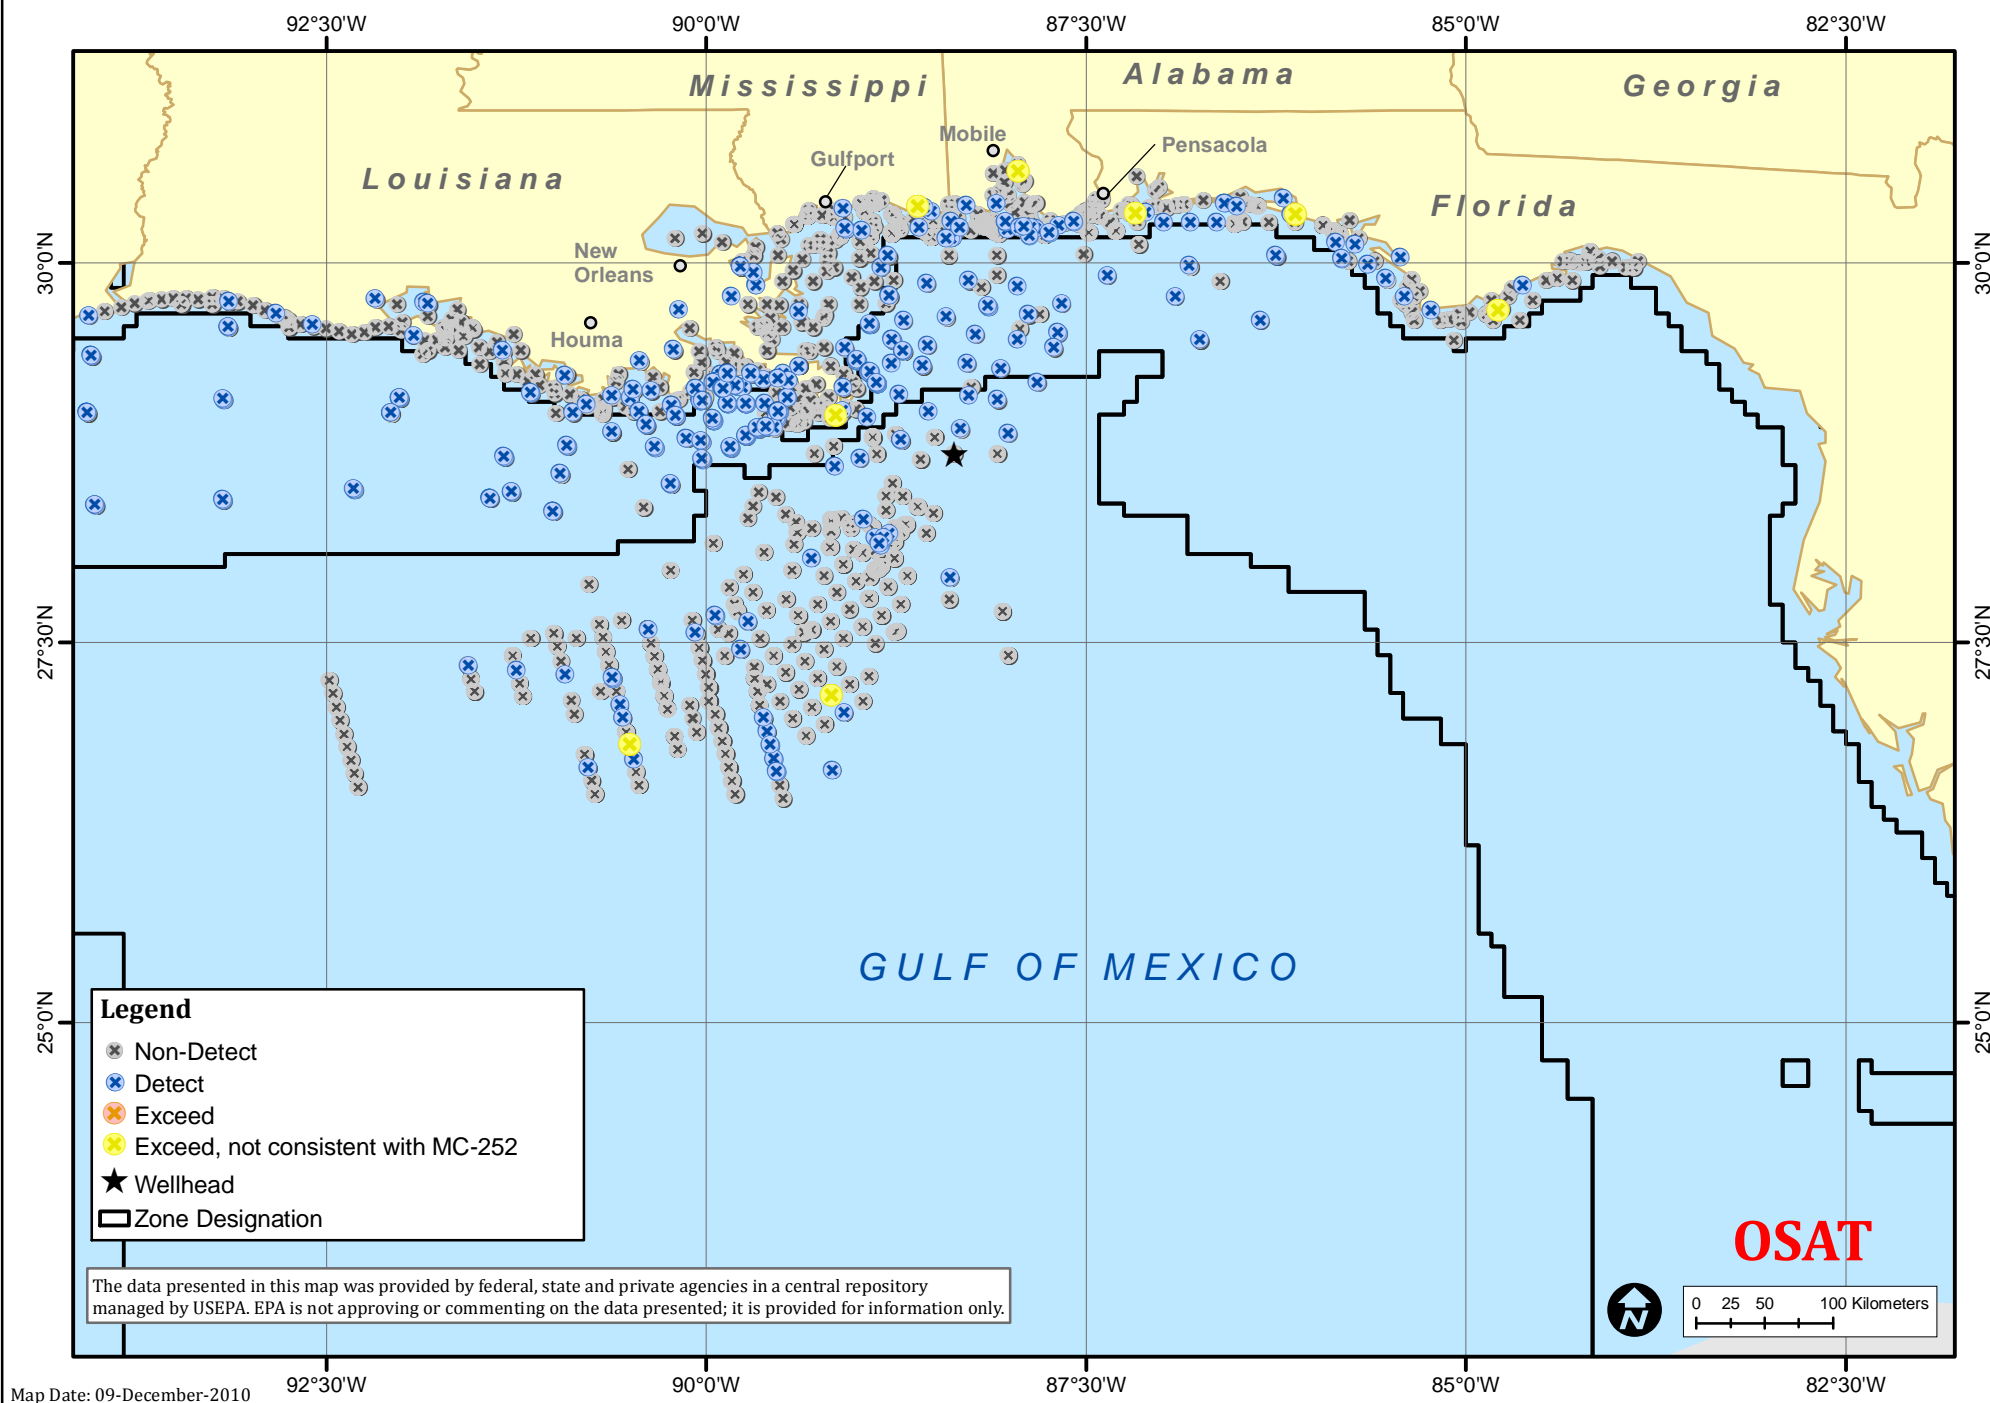 92°30'W 90°0'W 87°30'W 85°0'W 82°30'W
Mississippi
Alabama
Georgia
Mobile
Gulfport
Pensacola
Louisiana
Florida
New
Orleans
Houma
30°0'N
30°0'N
27°30'N
27°30'N
25°0'N
25°0'N
GULF OF MEXICO
Legend
Non-Detect
Detect
Exceed
Exceed, not consistent with MC-252
Wellhead
Zone Designation
OSAT
The data presented in this map was provided by federal, state and private agencies in a central repository
managed by USEPA. EPA is not approving or commenting on the data presented; it is provided for information only.
N
0 25 50 100 Kilometers
92°30'W 90°0'W 87°30'W 85°0'W 82°30'W
Map Date: 09-December-2010